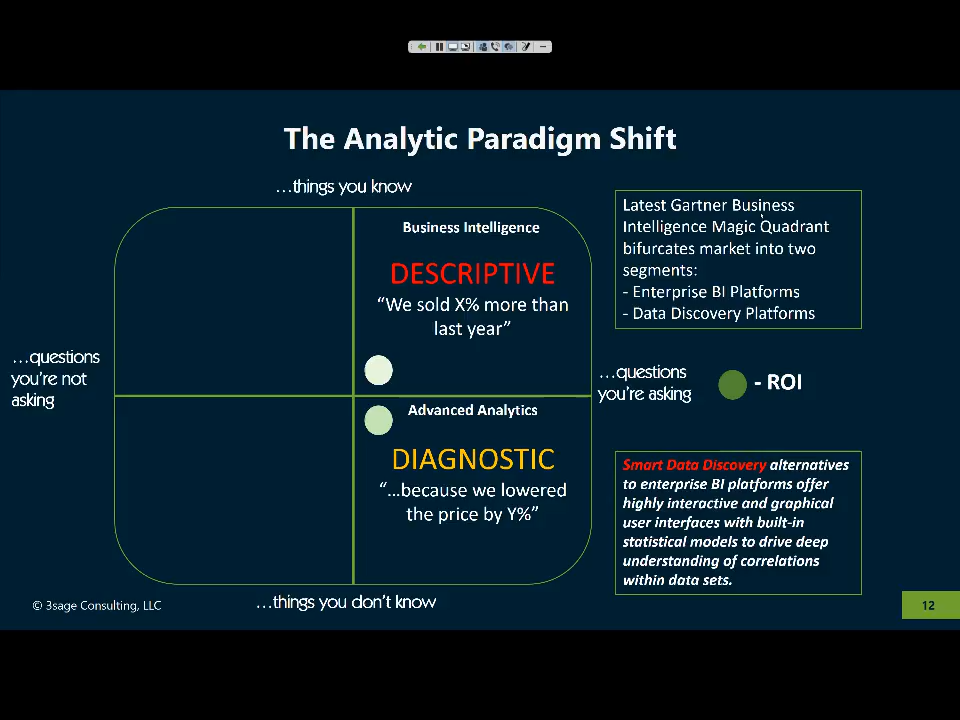 The Analytic Paradigm Shift
…things you know
Business Intelligence
DESCRIPTIVE
“We sold X% more than
last year”
…questions
you’re not
asking
Advanced Analytics
DIAGNOSTIC
“…because we lowered
the price by Y%”
…things you don’t know
…questions
you’re asking
Latest Gartner Business
Intelligence Magic Quadrant
bifurcates market into two
segments:
- Enterprise BI Platforms
- Data Discovery Platforms
- ROI
Smart Data Discovery alternatives
to enterprise BI platforms offer
highly interactive and graphical
user interfaces with built-in
statistical models to drive deep
understanding of correlations
within data sets.
© 3sage Consulting, LLC
12